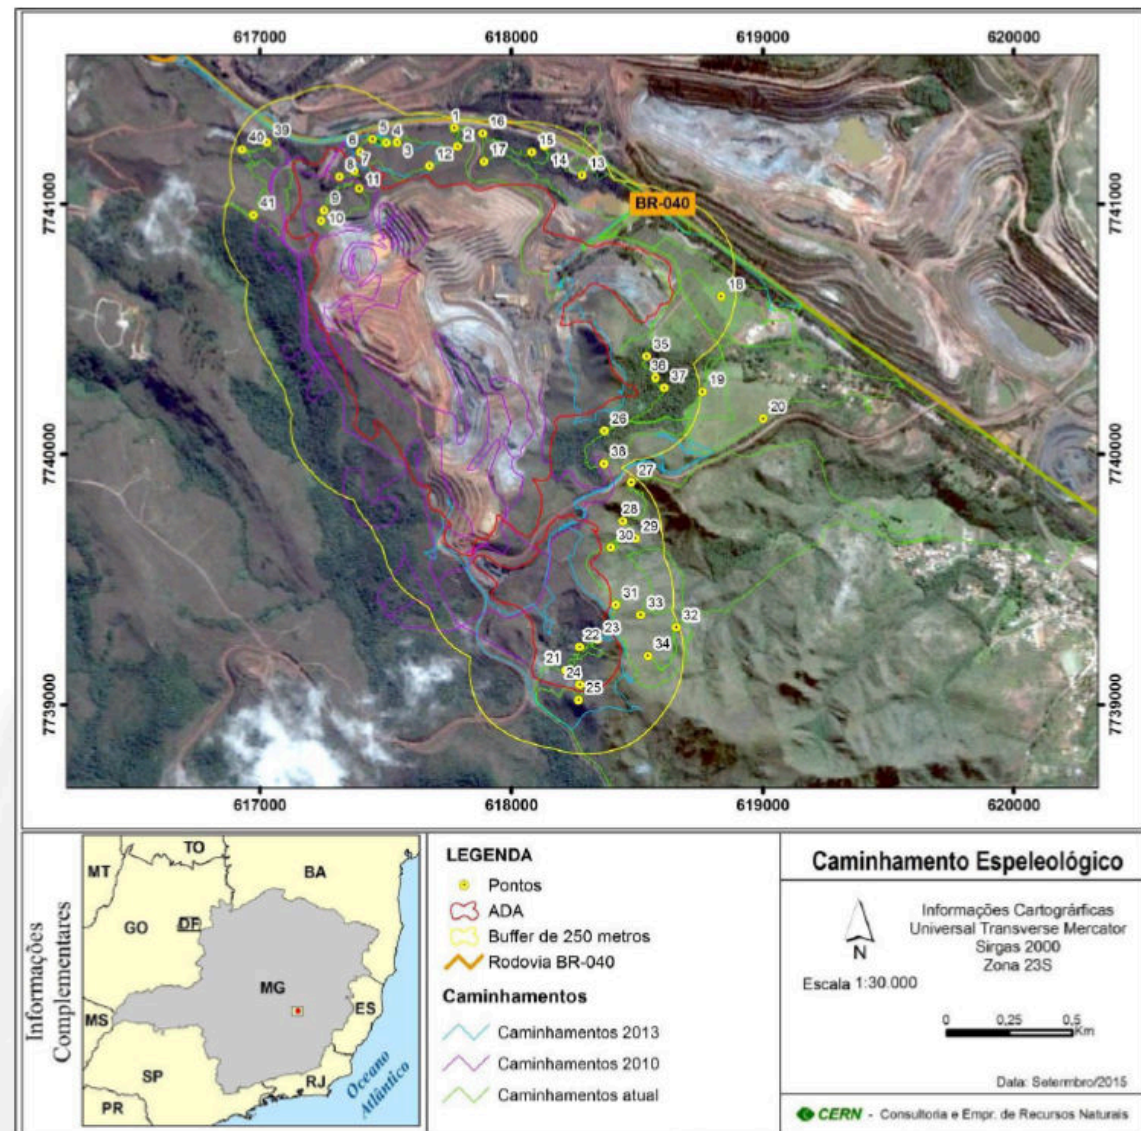 617000 618000 619000 620000
7741000 7741000
7740000 7740000
7739000 7739000
617000 618000 619000 620000
40
39
6
5
4
3
7
8
11
9
10
41
1
2
12
16
17
15
14
13
BR-040
18
35
36
37
19
20
26
38
27
28
29
30
31
33
32
34
23
22
21
24
25
Informações
Complementares
TO
MT
BA
GO
DF
MG
ES
MS
SP
RJ
PR
Oceano
Atlântico
LEGENDA
Pontos
ADA
Buffer de 250 metros
Rodovia BR-040
Caminhamentos
Caminhamentos 2013
Caminhamentos 2010
Caminhamentos atual
Caminhamento Espeleológico
N
Escala 1:30.000
Informações Cartográrficas
Universal Transverse Mercator
Sirgas 2000
Zona 23S
0 0,25 0,5
Km
Data: Setermbro/2015
CERN - Consultoria e Empr. de Recursos Naturais